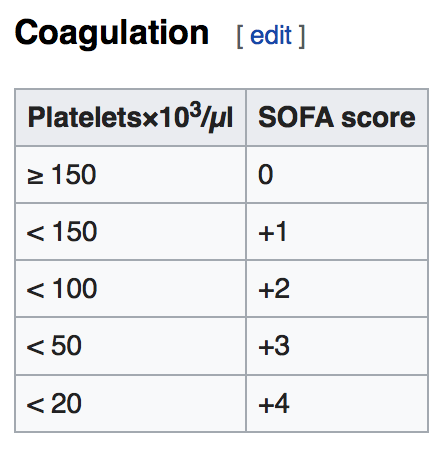 Coagulation [ edit ]
Platelets×10³/μl SOFA score
≥ 150 0
< 150 +1
< 100 +2
< 50 +3
< 20 +4